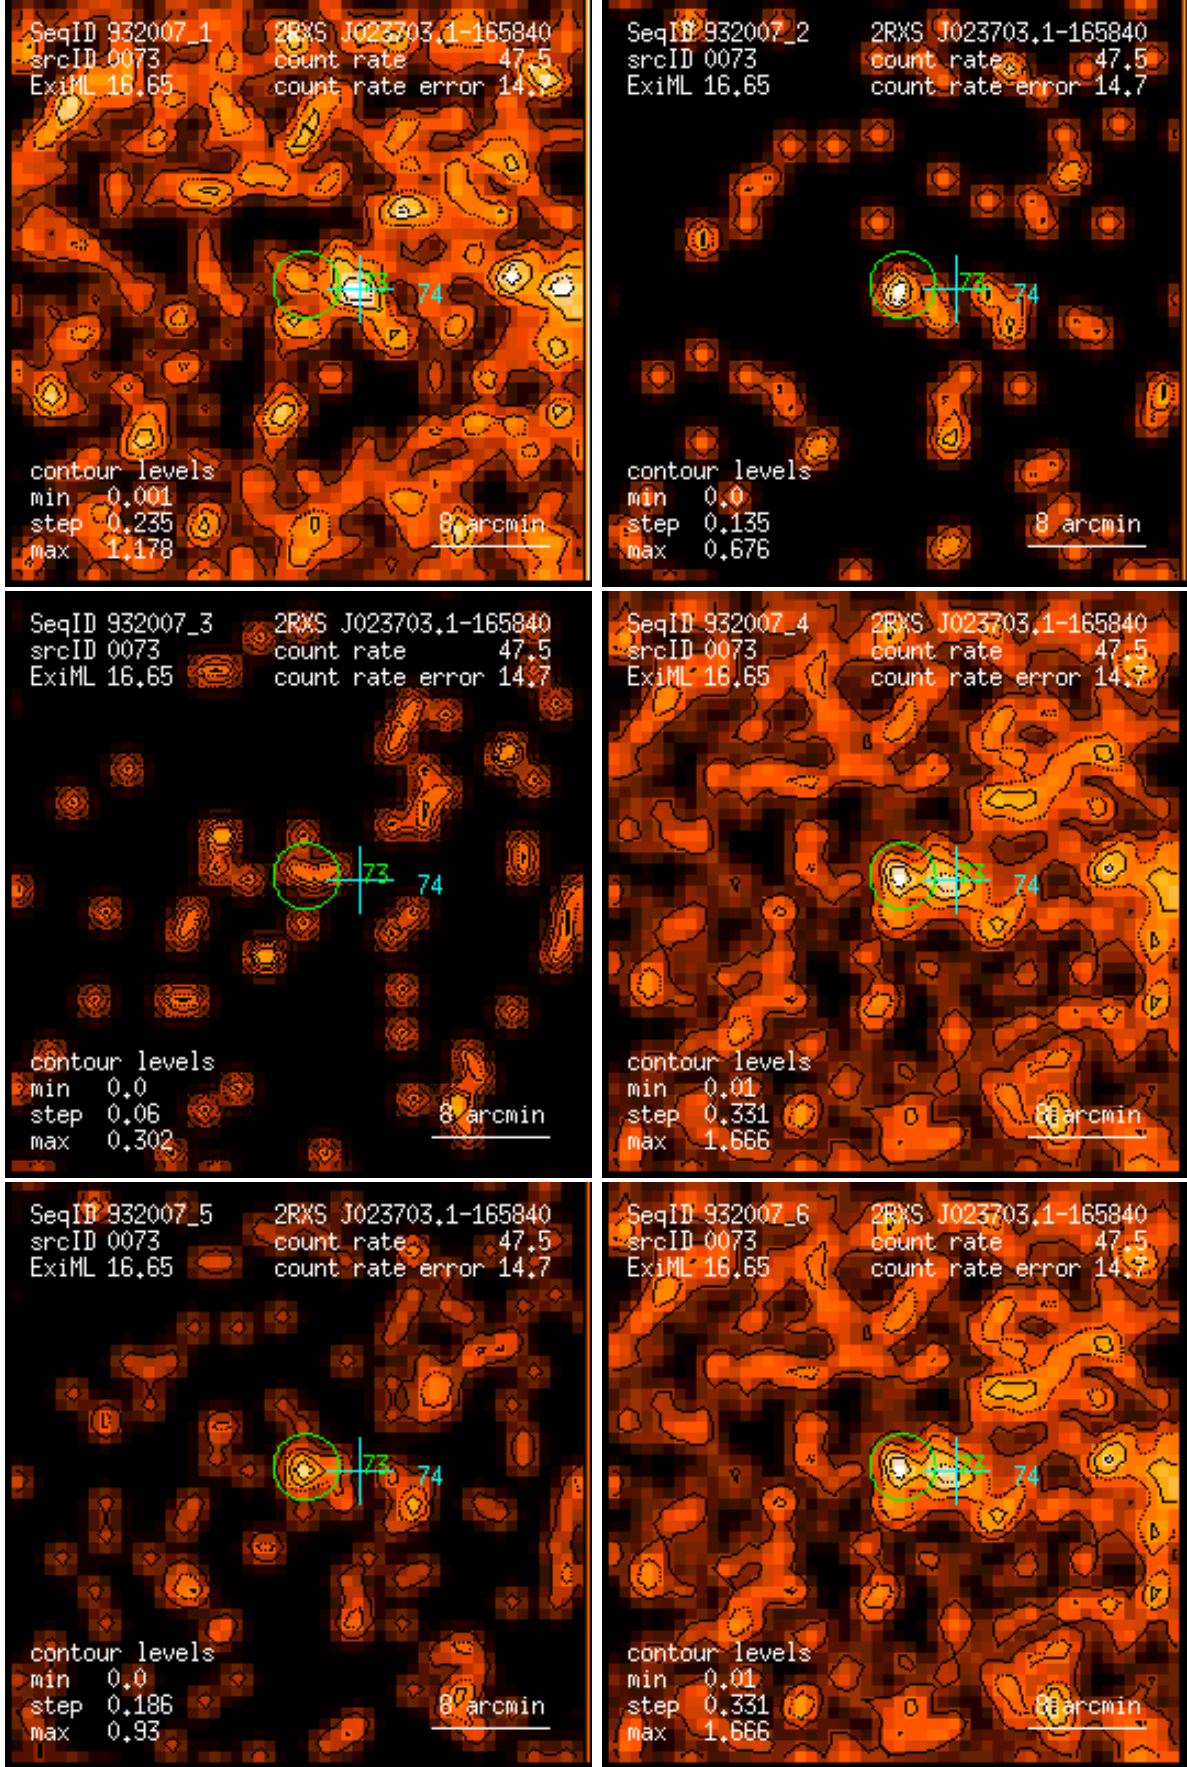 SeqID 932007_1 2RXS J023703.1-165840
srcID 0073 count rate 47.5
ExiML 16.65 count rate error 14.7
73
74
contour levels
min 0.001
step 0.235
max 1.178
8 arcmin
SeqID 932007_2 2RXS J023703.1-165840
srcID 0073 count rate 47.5
ExiML 16.65 count rate error 14.7
73
74
contour levels
min 0.0
step 0.135
max 0.676
8 arcmin
SeqID 932007_3 2RXS J023703.1-165840
srcID 0073 count rate 47.5
ExiML 16.65 count rate error 14.7
73
74
contour levels
min 0.0
step 0.06
max 0.302
8 arcmin
SeqID 932007_4 2RXS J023703.1-165840
srcID 0073 count rate 47.5
ExiML 16.65 count rate error 14.7
73
74
contour levels
min 0.01
step 0.331
max 1.666
8 arcmin
SeqID 932007_5 2RXS J023703.1-165840
srcID 0073 count rate 47.5
ExiML 16.65 count rate error 14.7
73
74
contour levels
min 0.0
step 0.186
max 0.93
8 arcmin
SeqID 932007_6 2RXS J023703.1-165840
srcID 0073 count rate 47.5
ExiML 16.65 count rate error 14.7
73
74
contour levels
min 0.01
step 0.331
max 1.666
8 arcmin